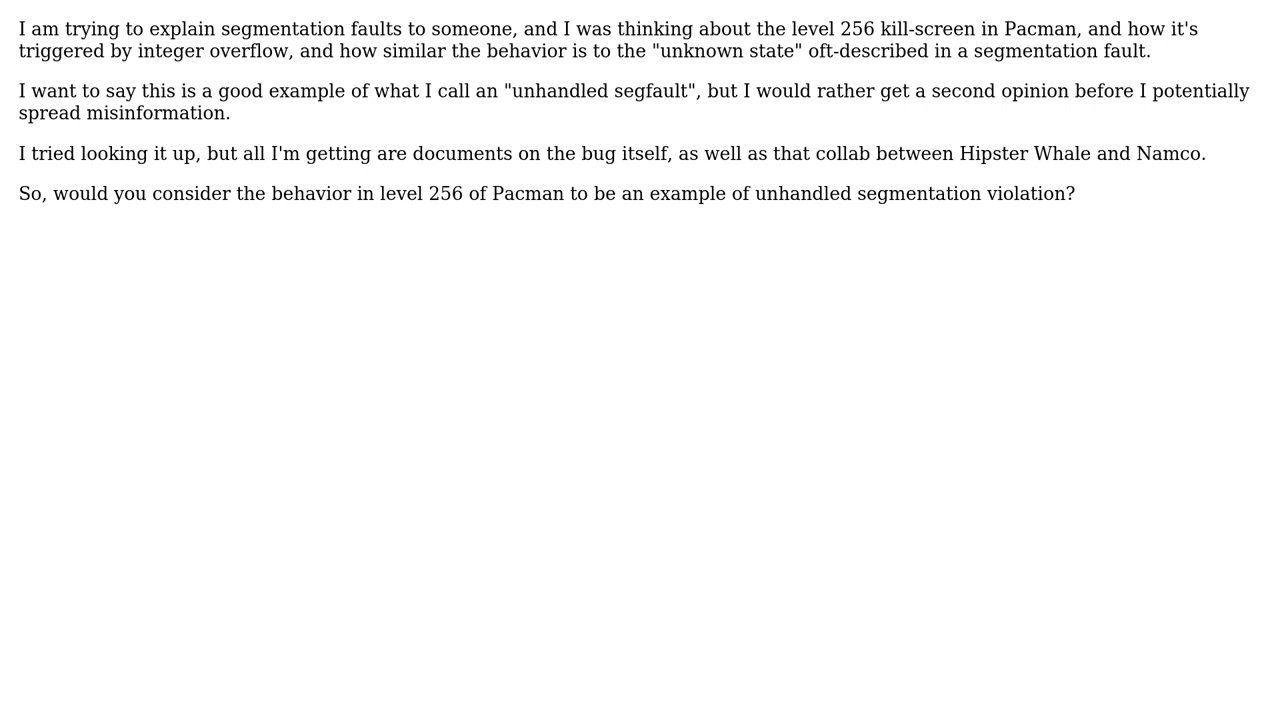 I am trying to explain segmentation faults to someone, and I was thinking about the level 256 kill-screen in Pacman, and how it's
triggered by integer overflow, and how similar the behavior is to the "unknown state" oft-described in a segmentation fault.
I want to say this is a good example of what I call an "unhandled segfault", but I would rather get a second opinion before I potentially
spread misinformation.
I tried looking it up, but all I'm getting are documents on the bug itself, as well as that collab between Hipster Whale and Namco.
So, would you consider the behavior in level 256 of Pacman to be an example of unhandled segmentation violation?